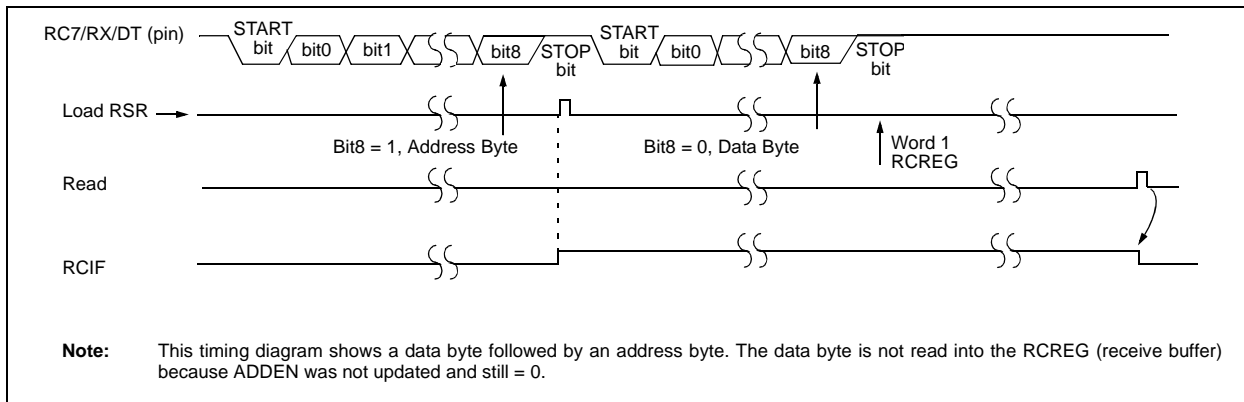 RC7/RX/DT (pin)
START
bit
bit0
bit1
bit8
STOP
bit
START
bit
bit0
bit8
STOP
bit
Load RSR
Bit8 = 1, Address Byte
Bit8 = 0, Data Byte
Word 1
RCREG
Read
RCIF
Note: This timing diagram shows a data byte followed by an address byte. The data byte is not read into the RCREG (receive buffer)
because ADDEN was not updated and still = 0.